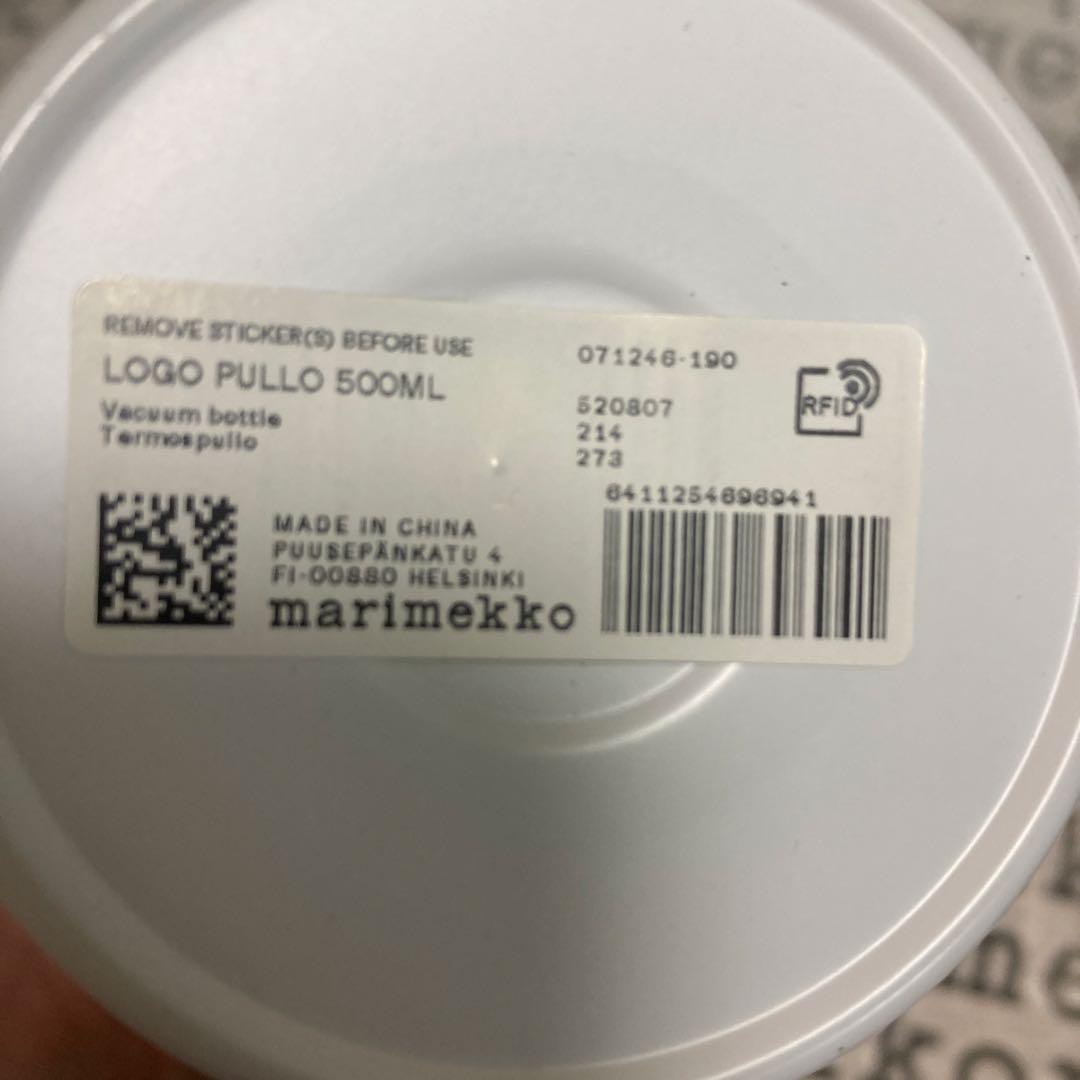 REMOVE STICKER(S) BEFORE USE
LOGO PULLO 500ML
Vacuum bottle
Termospullo
071246-190
520807
214
273
RFID
6411254696941
MADE IN CHINA
PUUSEPÄNKATU 4
FI-00880 HELSINKI
marimekko